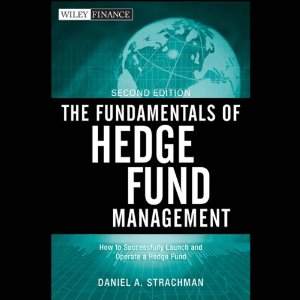 WILEY FINANCE
SECOND EDITION
THE FUNDAMENTALS OF
HEDGE
FUND
MANAGEMENT
How to Successfully Launch and
Operate a Hedge Fund
DANIEL A. STRACHMAN